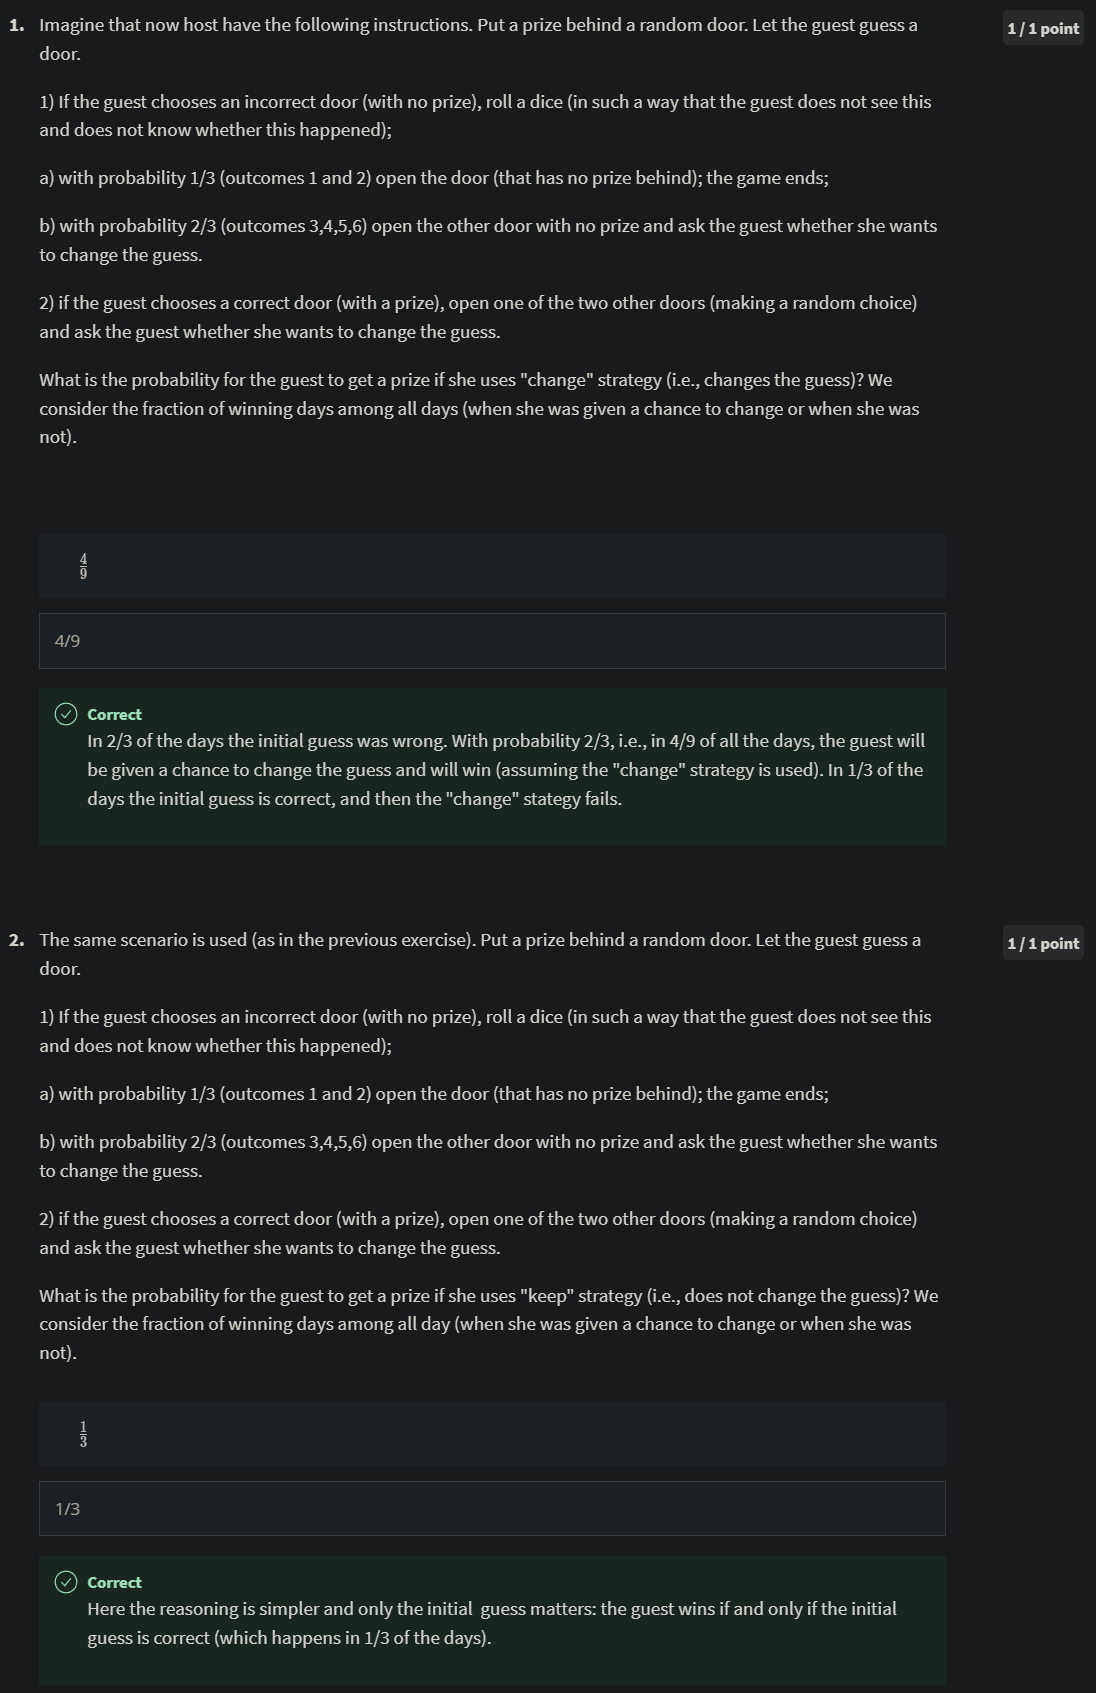 1. Imagine that now host have the following instructions. Put a prize behind a random door. Let the guest guess a
door.
1 / 1 point
1) If the guest chooses an incorrect door (with no prize), roll a dice (in such a way that the guest does not see this
and does not know whether this happened);
a) with probability 1/3 (outcomes 1 and 2) open the door (that has no prize behind); the game ends;
b) with probability 2/3 (outcomes 3,4,5,6) open the other door with no prize and ask the guest whether she wants
to change the guess.
2) if the guest chooses a correct door (with a prize), open one of the two other doors (making a random choice)
and ask the guest whether she wants to change the guess.
What is the probability for the guest to get a prize if she uses "change" strategy (i.e., changes the guess)? We
consider the fraction of winning days among all days (when she was given a chance to change or when she was
not).
4
9
4/9
Correct
In 2/3 of the days the initial guess was wrong. With probability 2/3, i.e., in 4/9 of all the days, the guest will
be given a chance to change the guess and will win (assuming the "change" strategy is used). In 1/3 of the
days the initial guess is correct, and then the "change" stategy fails.
2. The same scenario is used (as in the previous exercise). Put a prize behind a random door. Let the guest guess a
door.
1 / 1 point
1) If the guest chooses an incorrect door (with no prize), roll a dice (in such a way that the guest does not see this
and does not know whether this happened);
a) with probability 1/3 (outcomes 1 and 2) open the door (that has no prize behind); the game ends;
b) with probability 2/3 (outcomes 3,4,5,6) open the other door with no prize and ask the guest whether she wants
to change the guess.
2) if the guest chooses a correct door (with a prize), open one of the two other doors (making a random choice)
and ask the guest whether she wants to change the guess.
What is the probability for the guest to get a prize if she uses "keep" strategy (i.e., does not change the guess)? We
consider the fraction of winning days among all day (when she was given a chance to change or when she was
not).
1
3
1/3
Correct
Here the reasoning is simpler and only the initial guess matters: the guest wins if and only if the initial
guess is correct (which happens in 1/3 of the days).